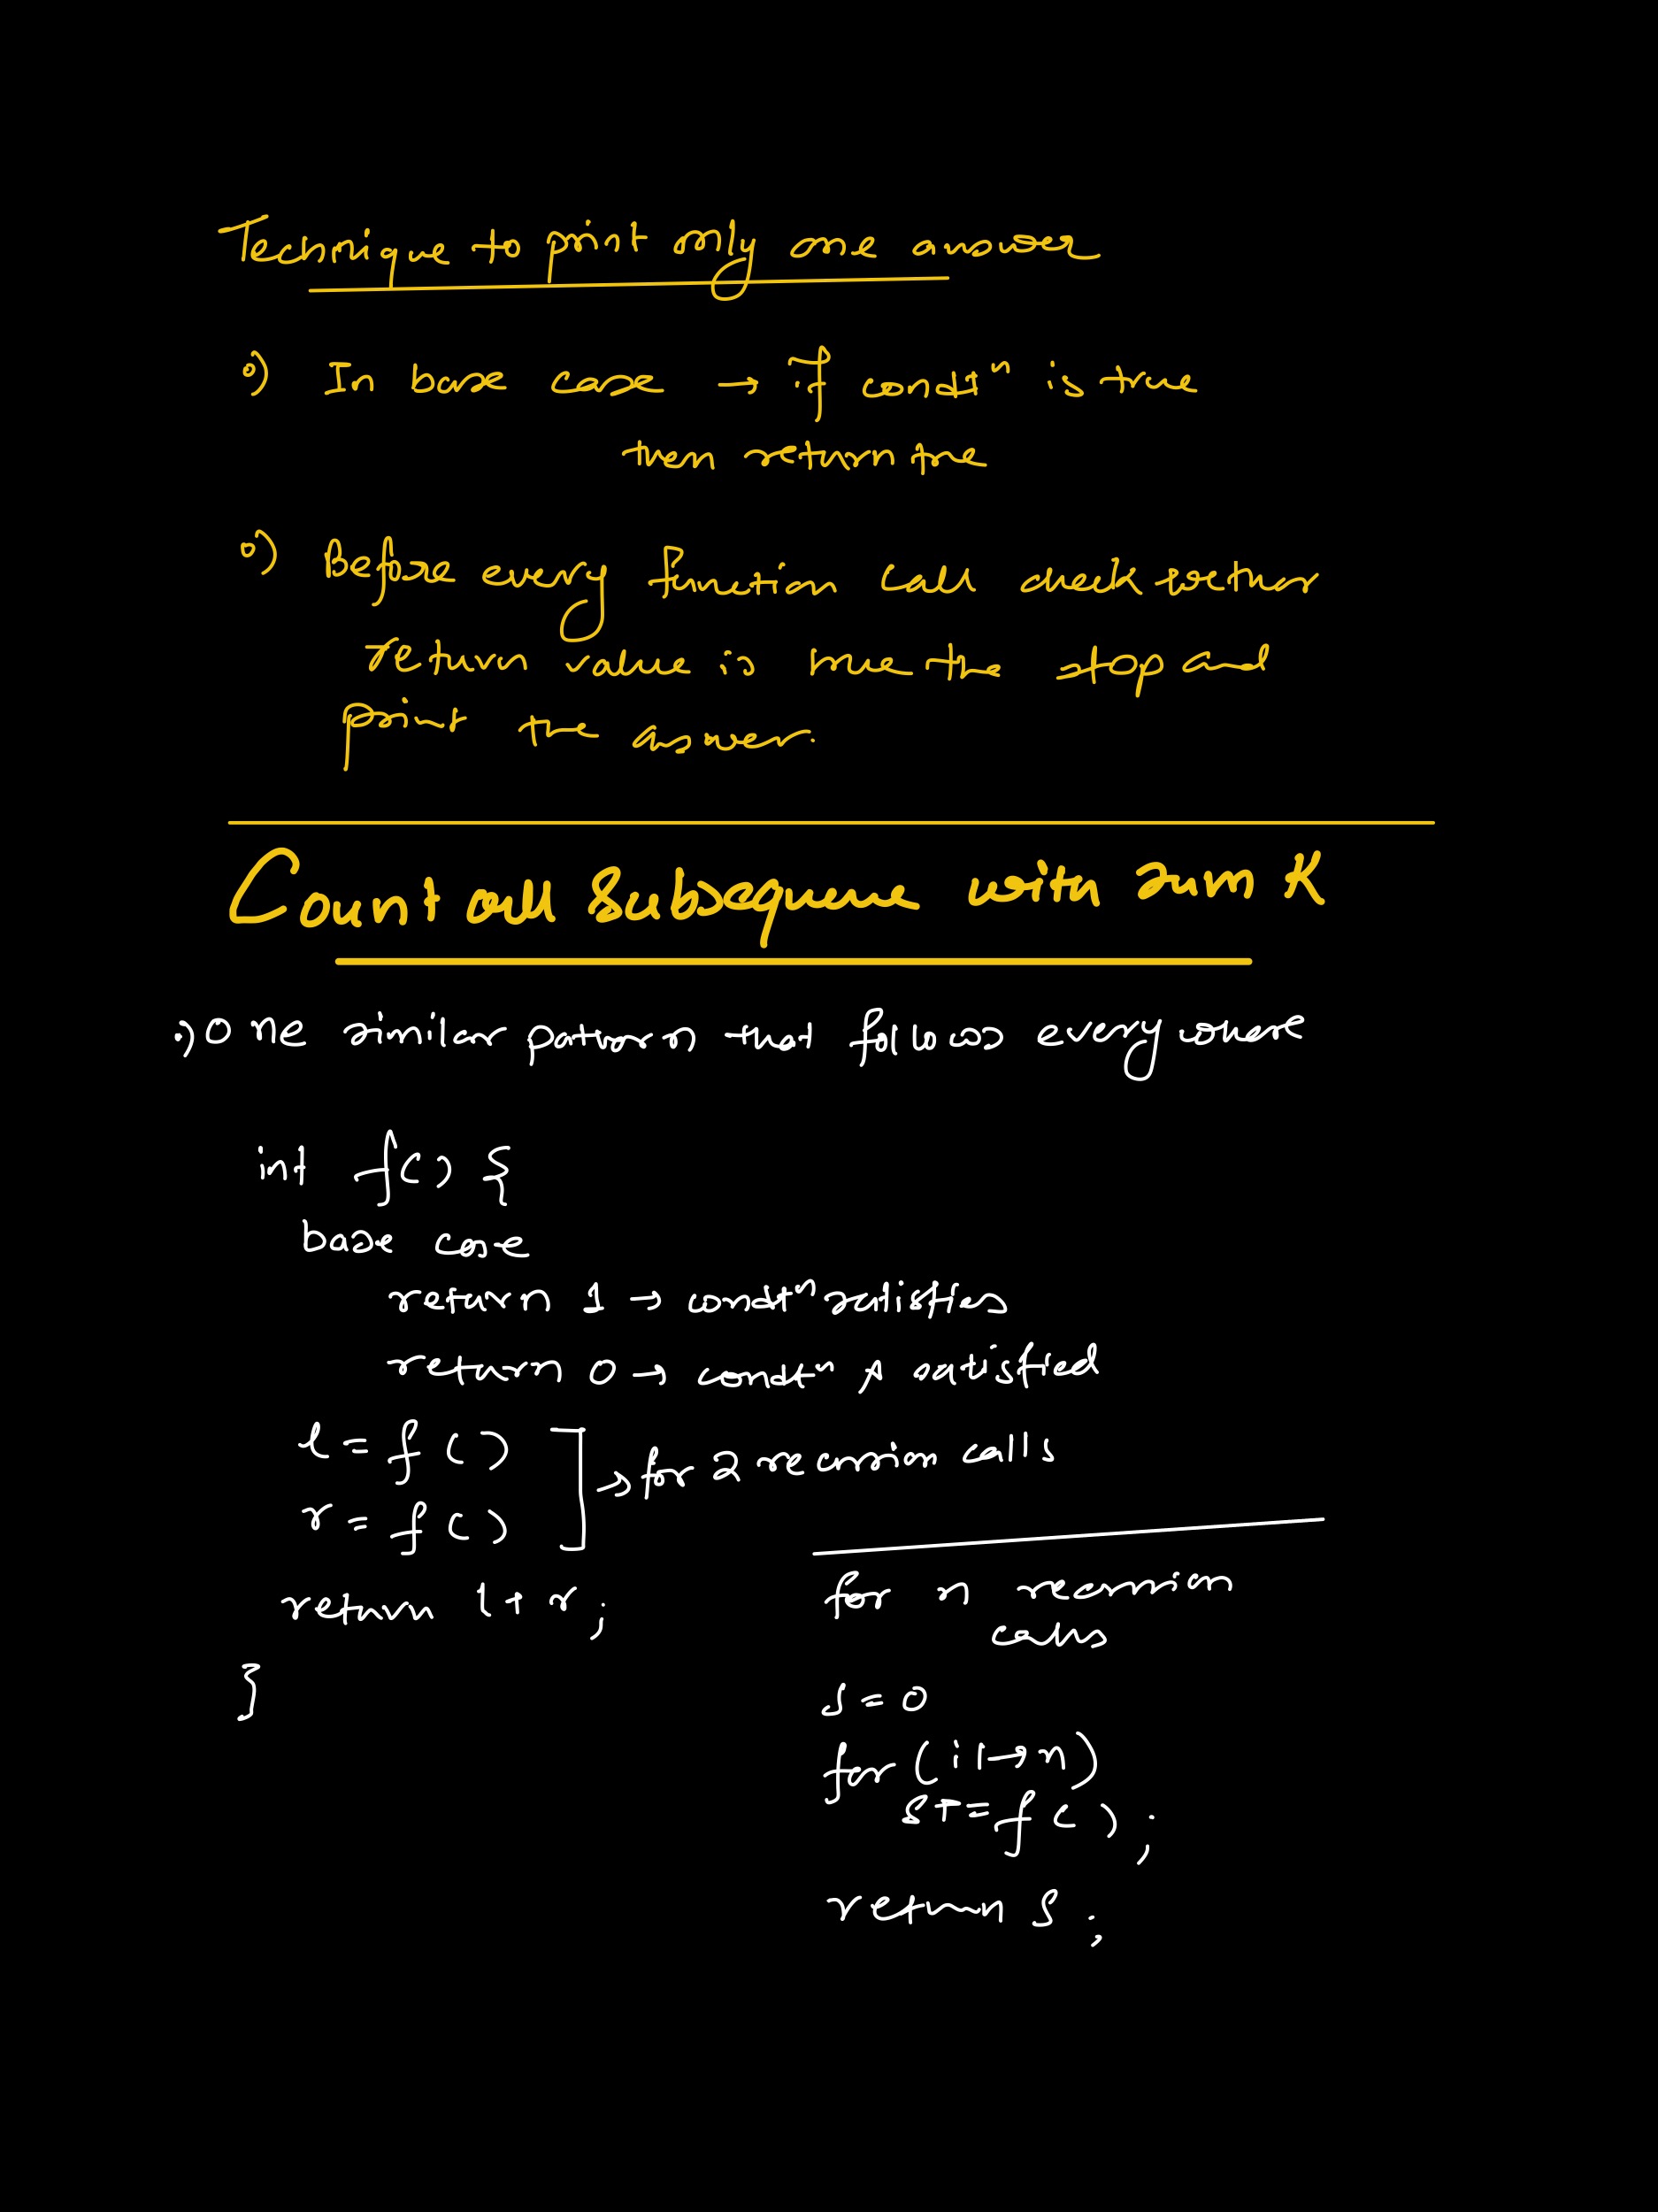 Technique to print only one answer
°) In base case → if condtⁿ is true
then return true
°) Before every function call check wether
return value is true the stop and
print the answer.
Count all Subsequence with sum K
.) One similar pattern that follows everywhere
int f() {
base case
return 1 → condtⁿ satisfies
return 0 → condtⁿ satisfied
l = f ()
r = f ()
] → for 2 recursion calls
return l + r ;
}
for n recursion
calls
S = 0
for (i 1→n)
S += f ( ) ;
return S ;